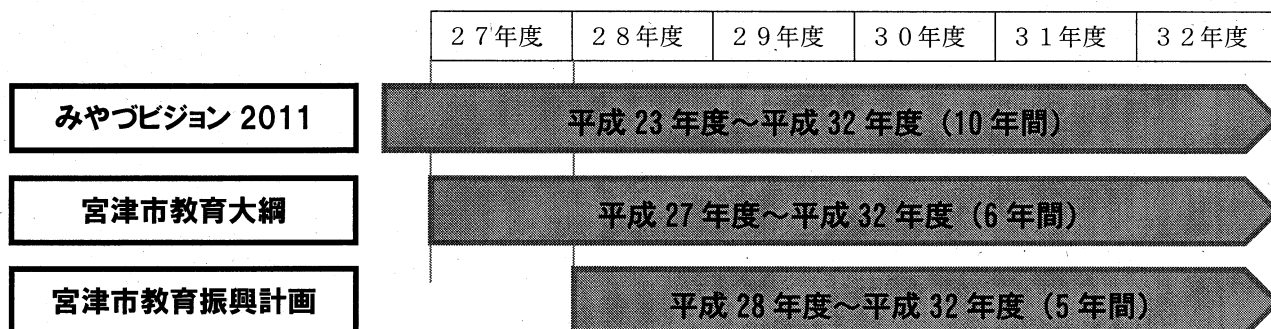 ２７年度 ２８年度 ２９年度 ３０年度 ３１年度 ３２年度
みやづビジョン 2011 平成 23 年度～平成 32 年度（10 年間）
宮津市教育大綱 平成 27 年度～平成 32 年度（6 年間）
宮津市教育振興計画 平成 28 年度～平成 32 年度（5 年間）